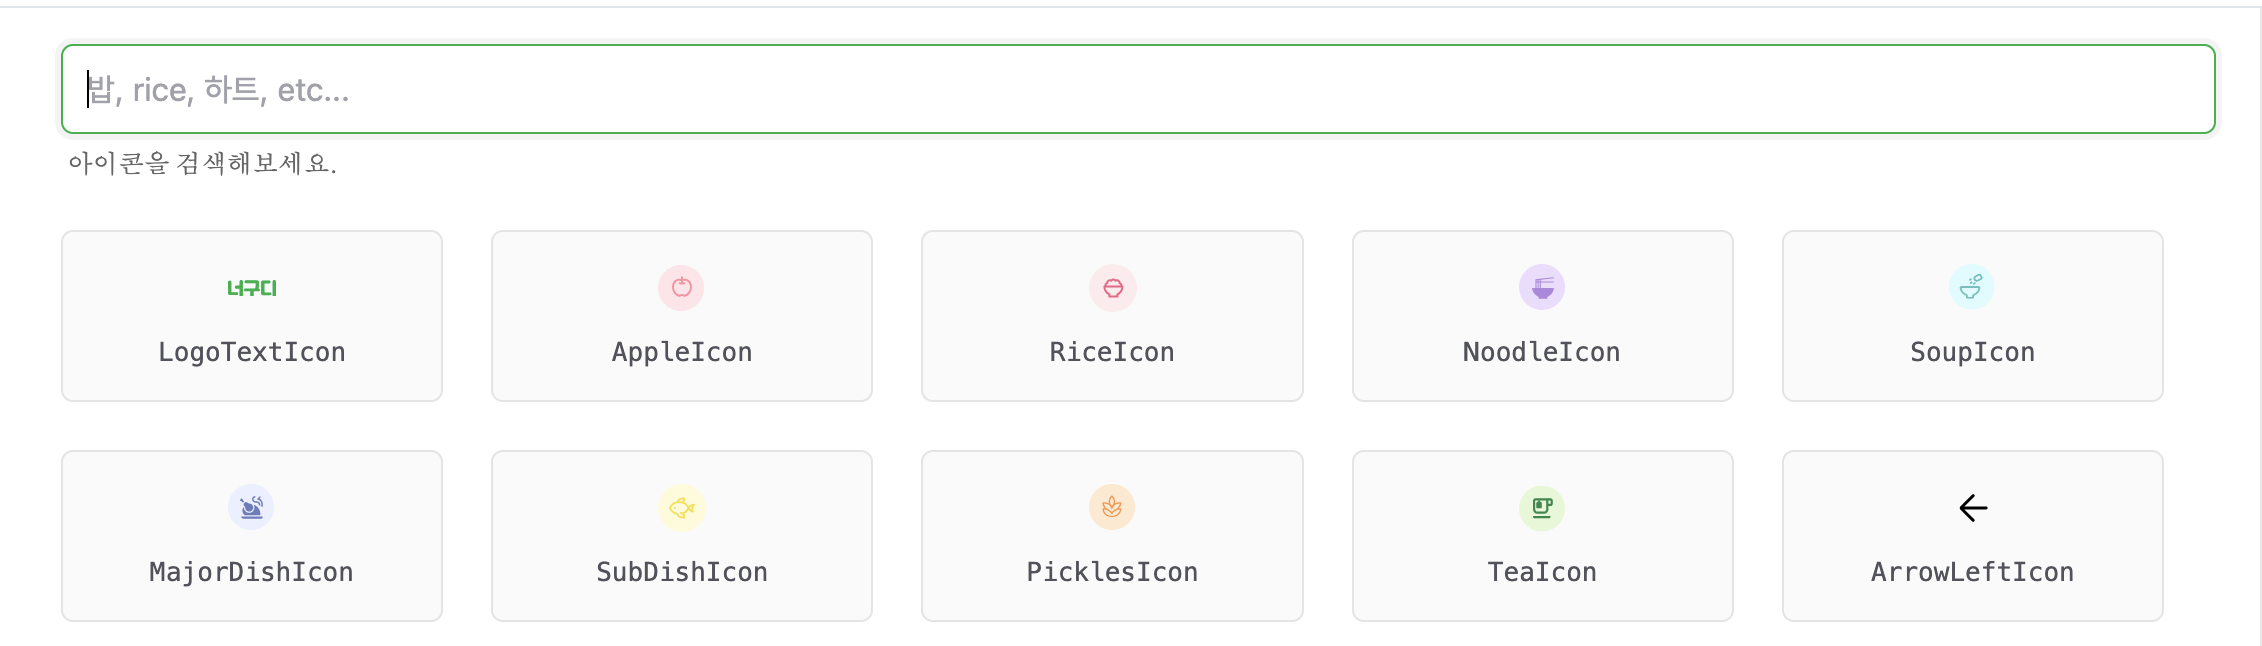 밥, rice, 하트, etc...
아이콘을 검색해보세요.
너구디
LogoTextIcon
AppleIcon
RiceIcon
NoodleIcon
SoupIcon
MajorDishIcon
SubDishIcon
PicklesIcon
TeaIcon
ArrowLeftIcon